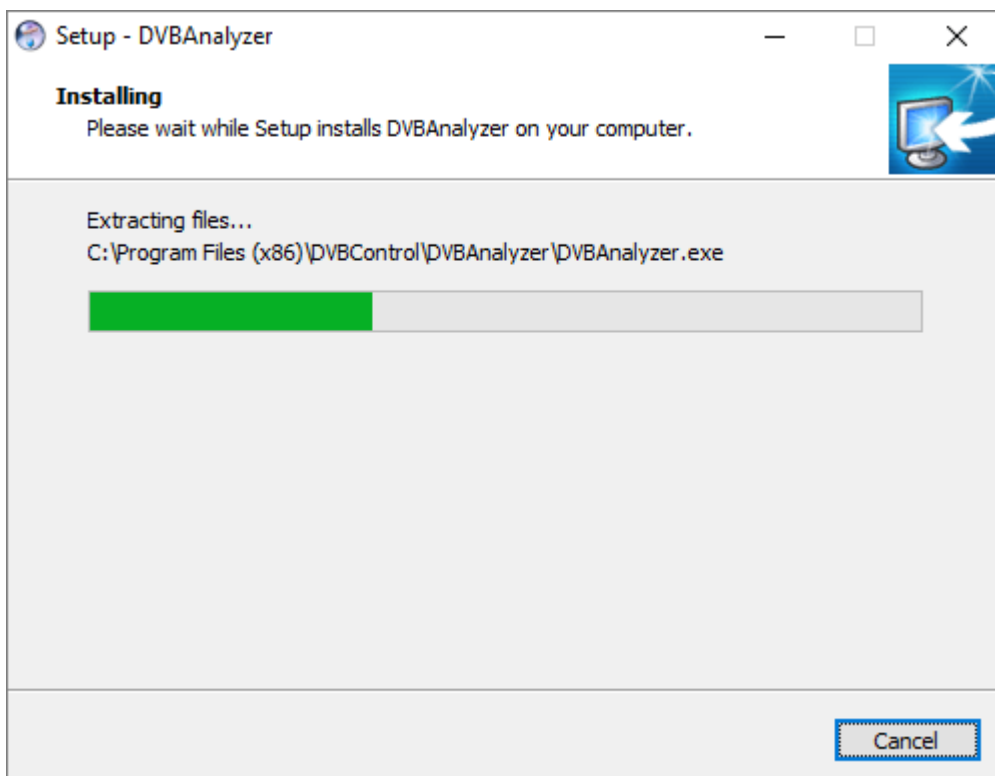 Setup - DVBAnalyzer
Installing
Please wait while Setup installs DVBAnalyzer on your computer.
Extracting files...
C:\Program Files (x86)\DVBControl\DVBAnalyzer\DVBAnalyzer.exe
Cancel